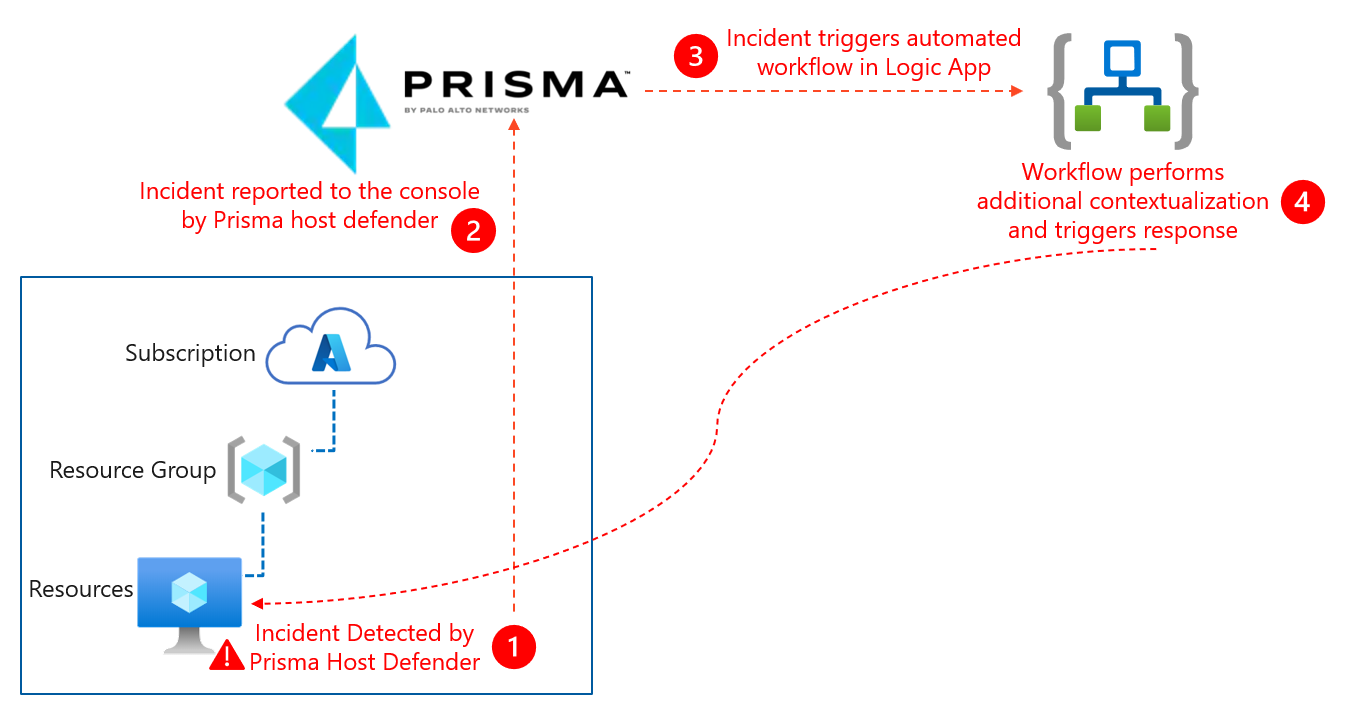 PRISMA™
BY PALO ALTO NETWORKS
3
Incident triggers automated
workflow in Logic App
Incident reported to the console
by Prisma host defender
2
Workflow performs
additional contextualization
and triggers response
4
Subscription
Resource Group
Resources
Incident Detected by
Prisma Host Defender
1